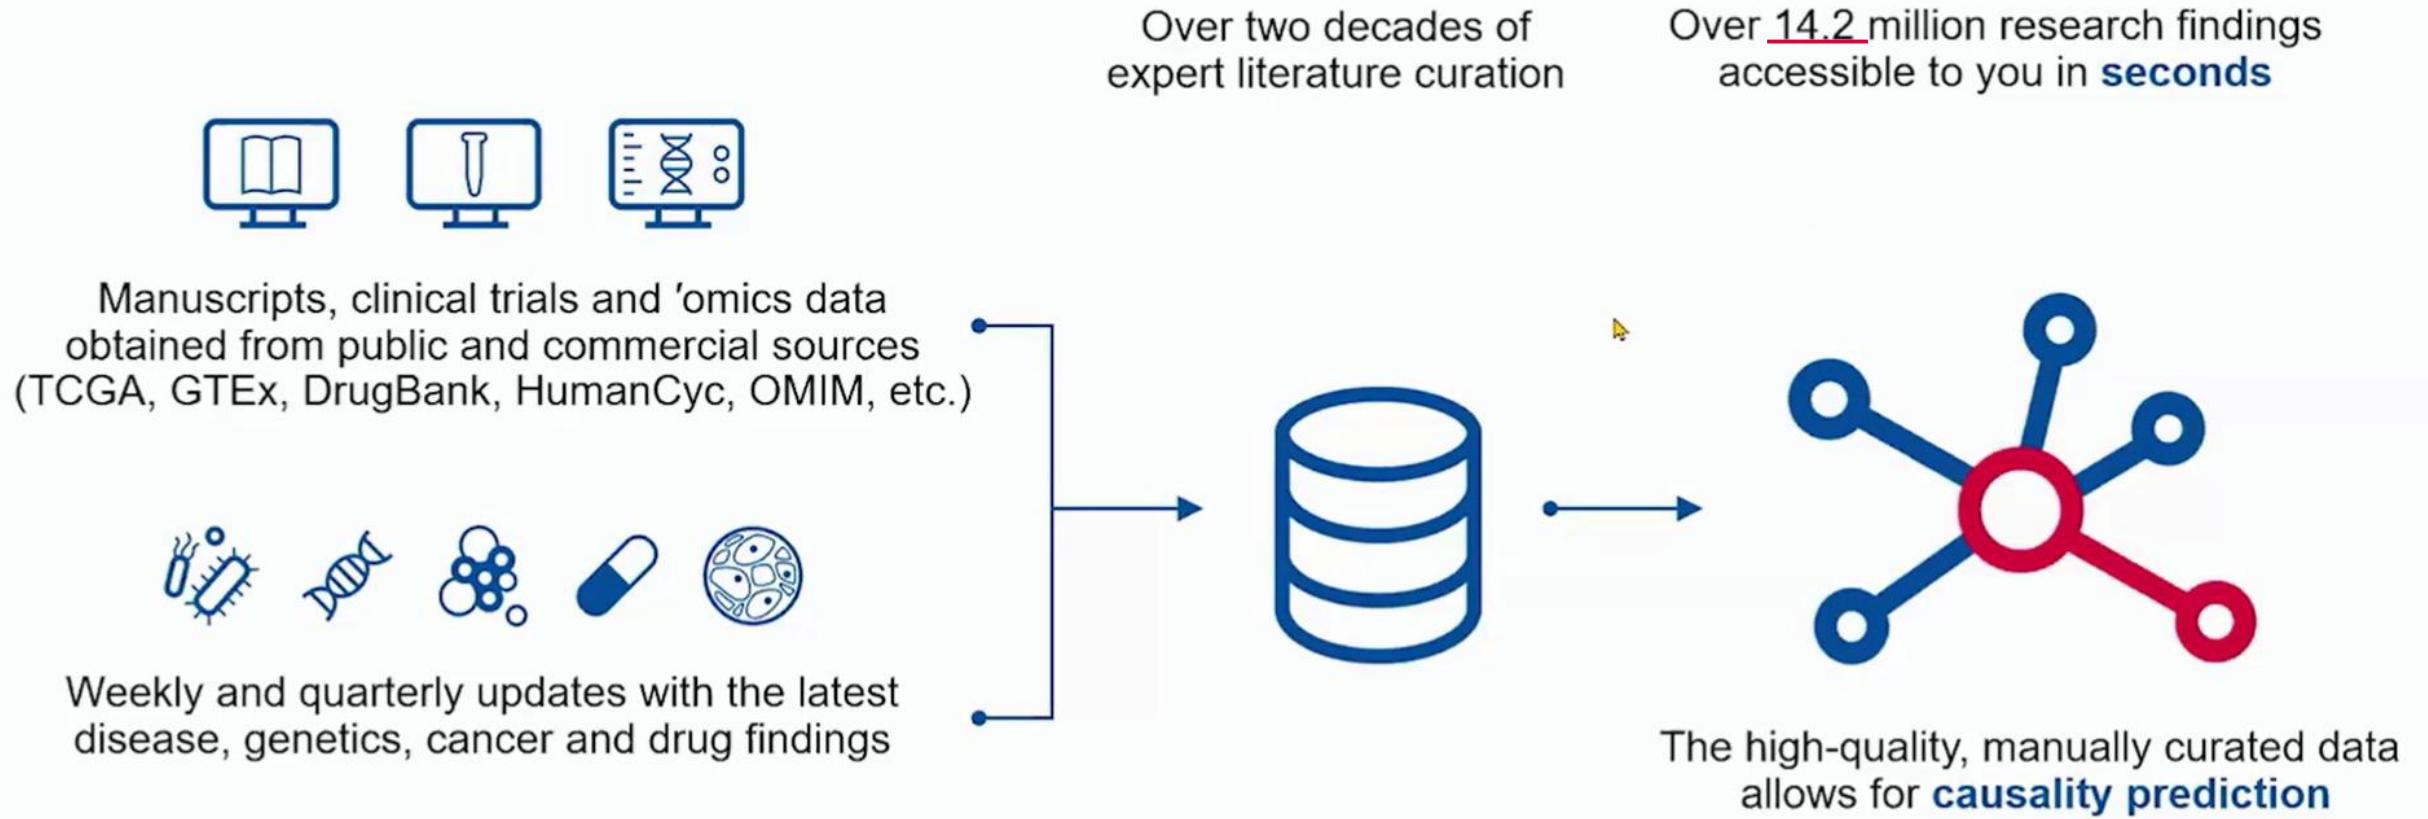 Over two decades of
expert literature curation
Over 14.2 million research findings
accessible to you in seconds
Manuscripts, clinical trials and ′omics data
obtained from public and commercial sources
(TCGA, GTEx, DrugBank, HumanCyc, OMIM, etc.)
Weekly and quarterly updates with the latest
disease, genetics, cancer and drug findings
The high-quality, manually curated data
allows for causality prediction